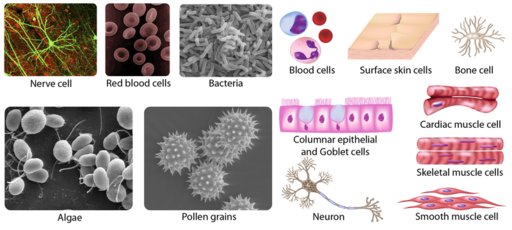 Nerve cell
Red blood cells
Bacteria
Blood cells
Surface skin cells
Bone cell
Columnar epithelial
and Goblet cells
Cardiac muscle cell
Skeletal muscle cells
Algae
Pollen grains
Neuron
Smooth muscle cell